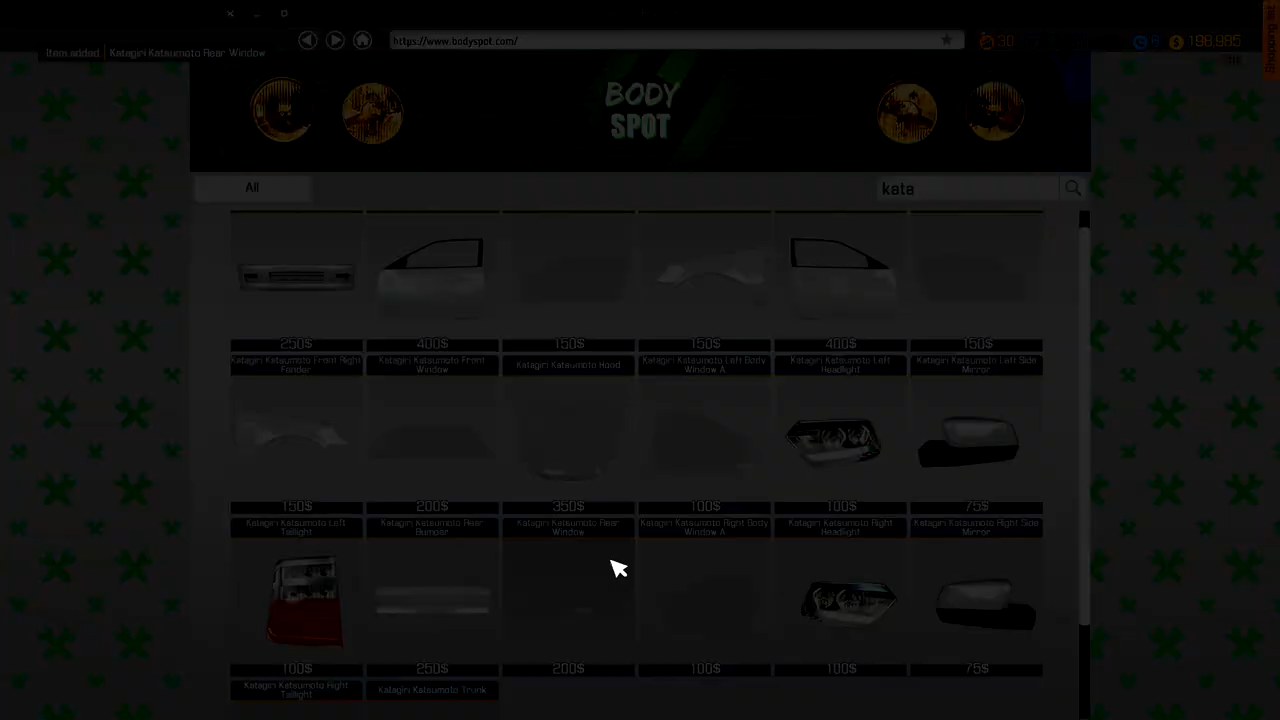 Item added Katagiri Katsumoto Rear Window
https://www.bodyspot.com/
30
6
198,985
BODY
SPOT
All
kata
250$ 400$ 150$ 150$ 400$ 150$
Katagiri Katsumoto Front Right Fender
Katagiri Katsumoto Front Window
Katagiri Katsumoto Hood
Katagiri Katsumoto Left Body Window A
Katagiri Katsumoto Left Headlight
Katagiri Katsumoto Left Side Mirror
150$ 200$ 350$ 100$ 100$ 75$
Katagiri Katsumoto Left Taillight
Katagiri Katsumoto Rear Bumper
Katagiri Katsumoto Rear Window
Katagiri Katsumoto Right Body Window A
Katagiri Katsumoto Right Headlight
Katagiri Katsumoto Right Side Mirror
100$ 250$ 200$ 100$ 100$ 75$
Katagiri Katsumoto Right Taillight
Katagiri Katsumoto Trunk